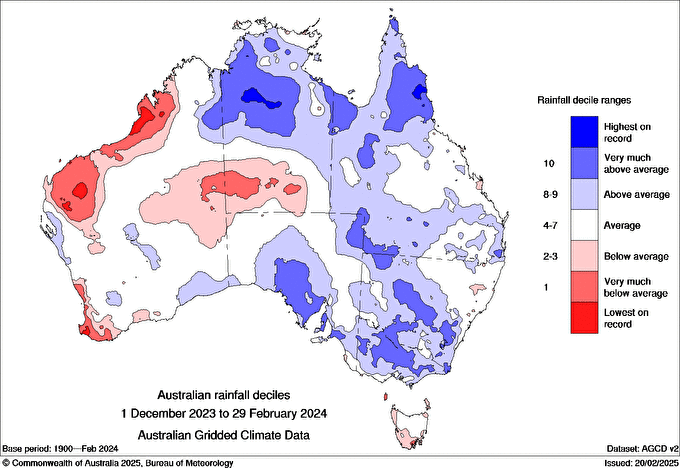 Rainfall decile ranges
Highest on
record
10
Very much
above average
8-9
Above average
4-7
Average
2-3
Below average
1
Very much
below average
Lowest on
record
Australian rainfall deciles
1 December 2023 to 29 February 2024
Australian Gridded Climate Data
Base period: 1900—Feb 2024
Dataset: AGCD v2
© Commonwealth of Australia 2025, Bureau of Meteorology
Issued: 20/02/2025